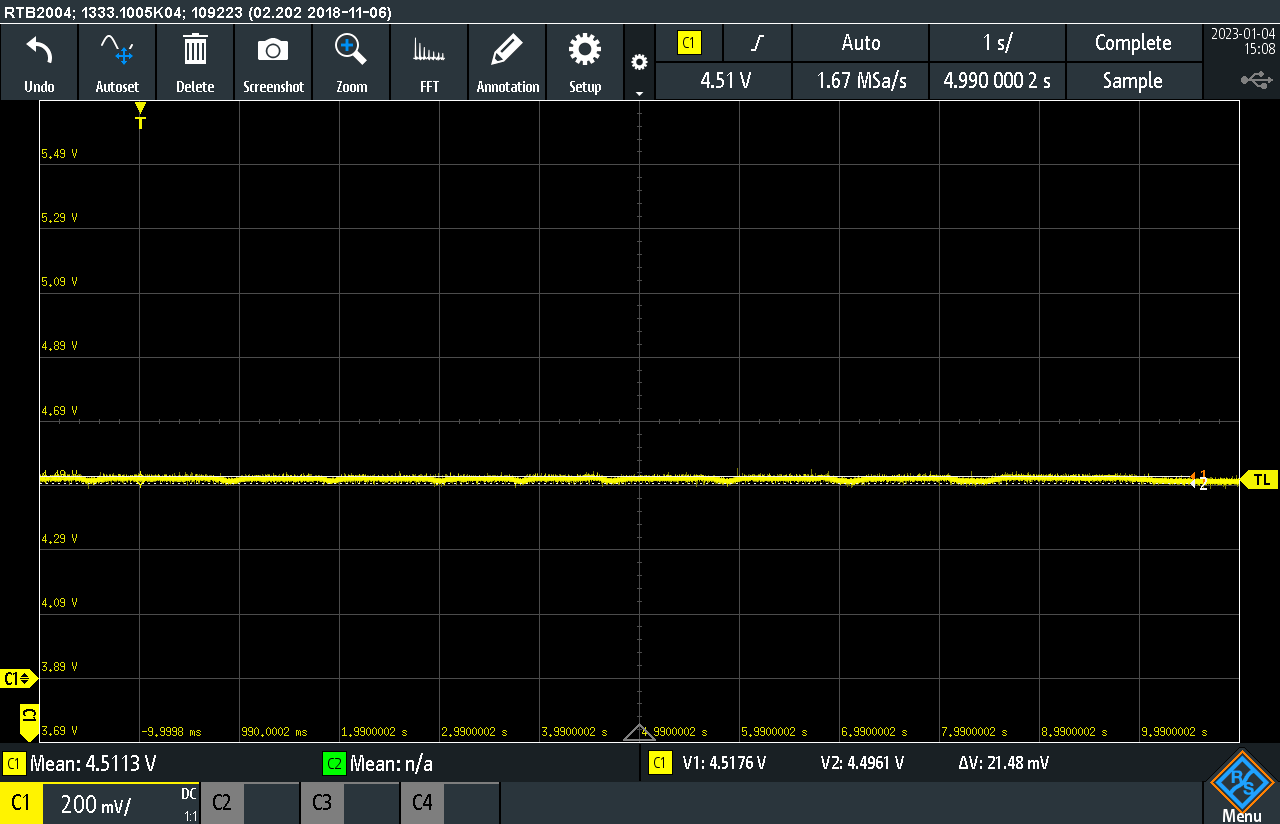 RTB2004; 1333.1005K04; 109223 (02.202 2018-11-06)
Undo
Autoset
Delete
Screenshot
Zoom
FFT
Annotation
Setup
C1
Auto
1 s/
Complete
4.51 V
1.67 MSa/s
4.990 000 2 s
Sample
2023-01-04
15:08
T
5.49 V
5.29 V
5.09 V
4.89 V
4.69 V
4.49 V
1
2
TL
4.29 V
4.09 V
3.89 V
C1
C1
3.69 V
-9.9998 ms
990.0002 ms
1.9900002 s
2.9900002 s
3.9900002 s
4.9900002 s
5.9900002 s
6.9900002 s
7.9900002 s
8.9900002 s
9.9900002 s
C1 Mean: 4.5113 V
C2 Mean: n/a
C1 V1: 4.5176 V V2: 4.4961 V ΔV: 21.48 mV
C1 200 mV/ DC 1:1
C2
C3
C4
R S
Menu